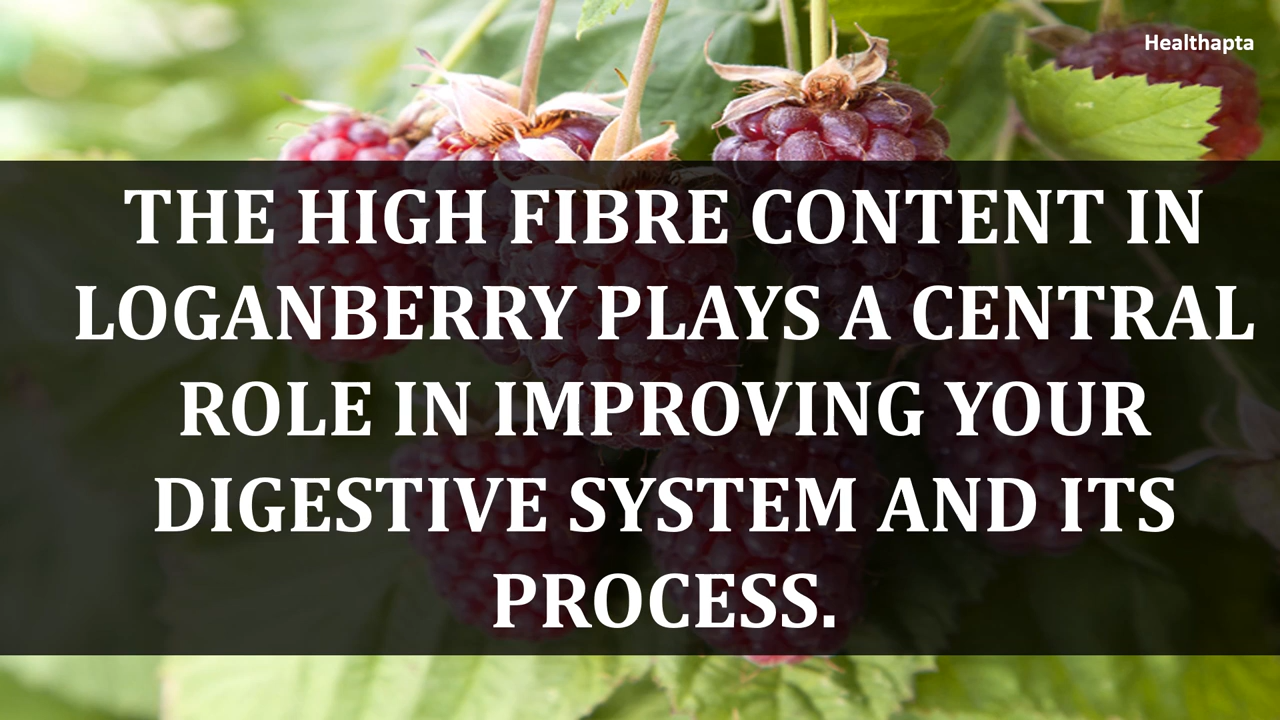 Healthapta
THE HIGH FIBRE CONTENT IN
LOGANBERRY PLAYS A CENTRAL
ROLE IN IMPROVING YOUR
DIGESTIVE SYSTEM AND ITS
PROCESS.